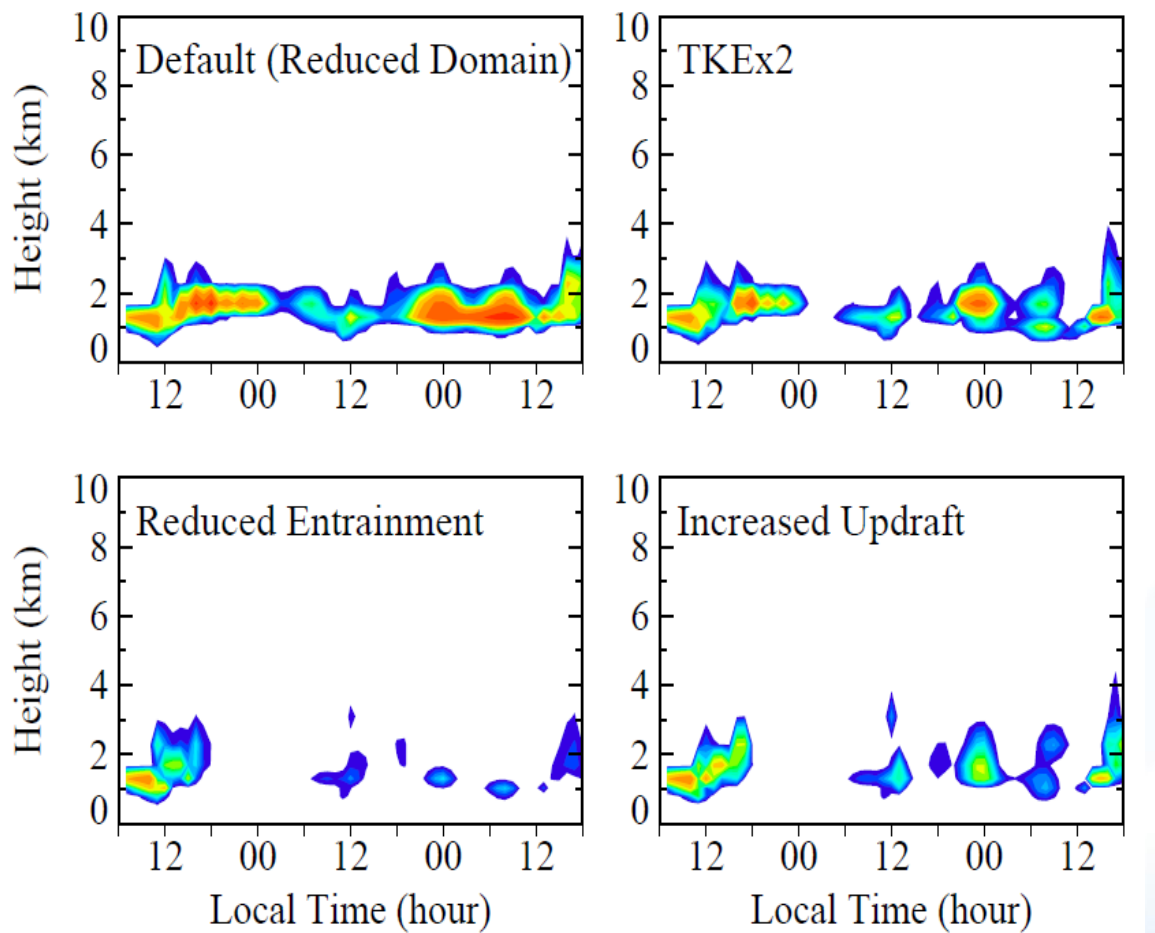 Default (Reduced Domain)
TKEx2
Height (km)
10
8
6
4
2
0
10
8
6
4
2
0
12 00 12 00 12
12 00 12 00 12
Reduced Entrainment
Increased Updraft
Height (km)
10
8
6
4
2
0
10
8
6
4
2
0
12 00 12 00 12
12 00 12 00 12
Local Time (hour)
Local Time (hour)